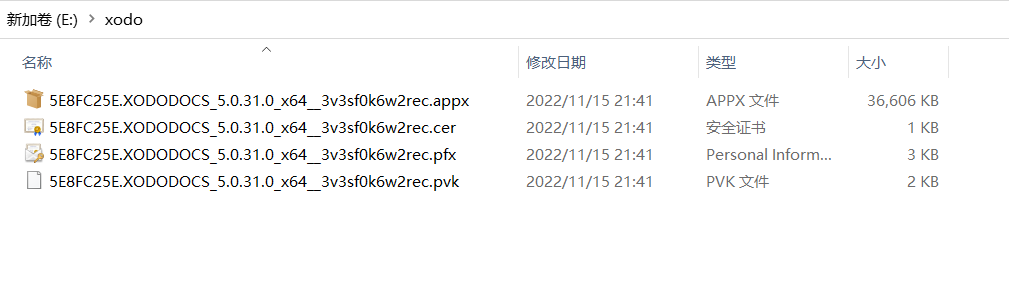 新加卷 (E:) > xodo
名称 修改日期 类型 大小
5E8FC25E.XODODOCS_5.0.31.0_x64__3v3sf0k6w2rec.appx 2022/11/15 21:41 APPX 文件 36,606 KB
5E8FC25E.XODODOCS_5.0.31.0_x64__3v3sf0k6w2rec.cer 2022/11/15 21:41 安全证书 1 KB
5E8FC25E.XODODOCS_5.0.31.0_x64__3v3sf0k6w2rec.pfx 2022/11/15 21:41 Personal Inform... 3 KB
5E8FC25E.XODODOCS_5.0.31.0_x64__3v3sf0k6w2rec.pvk 2022/11/15 21:41 PVK 文件 2 KB